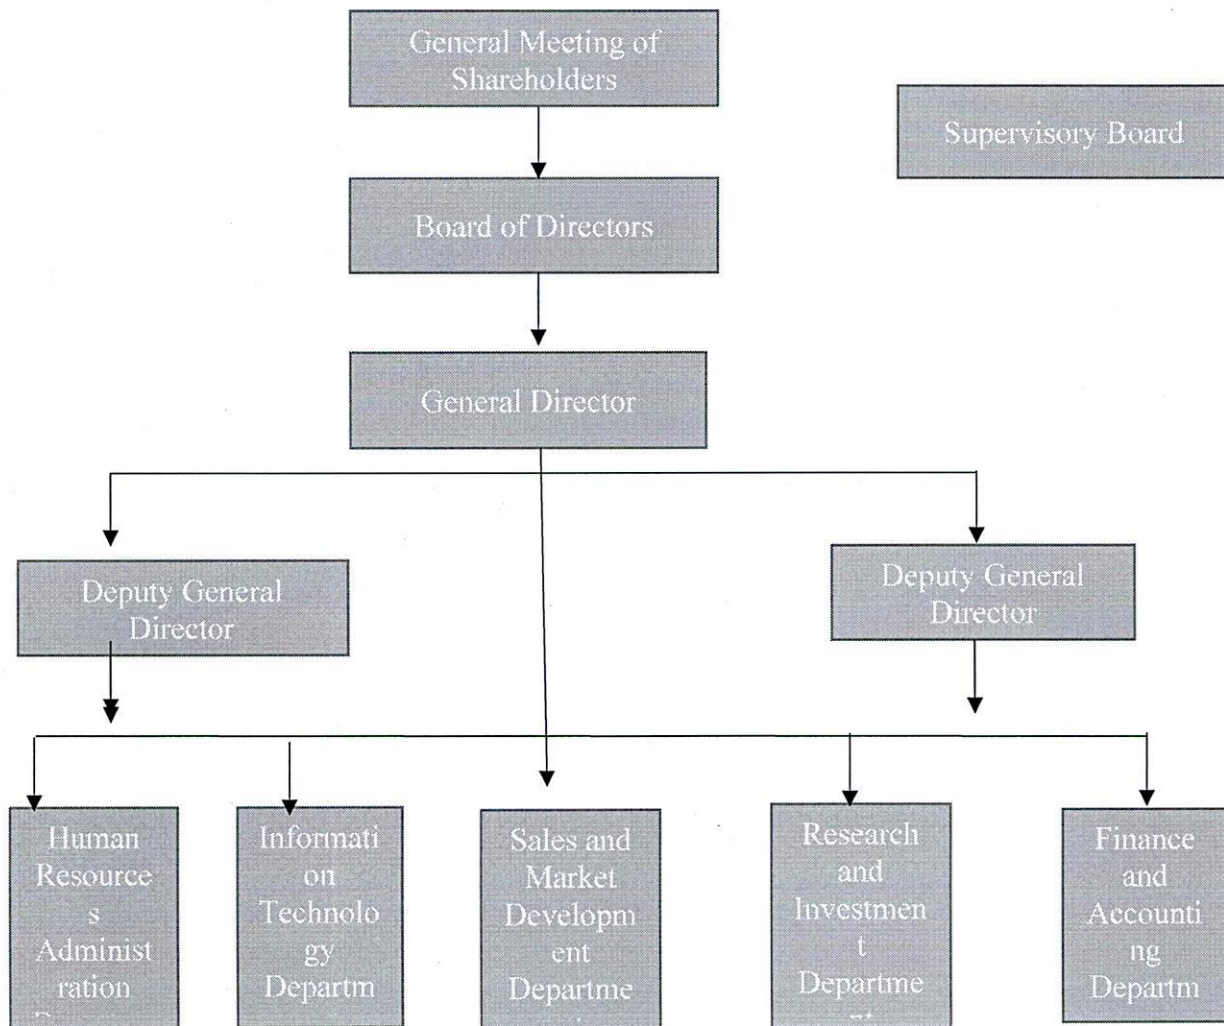 General Meeting of
Shareholders
Supervisory Board
Board of Directors
General Director
Deputy General
Director
Deputy General
Director
Human
Resource
s
Administ
ration
Informati
on
Technolo
gy
Departm
Sales and
Market
Developm
ent
Departme
Research
and
Investmen
t
Departme
Finance
and
Accounti
ng
Departm